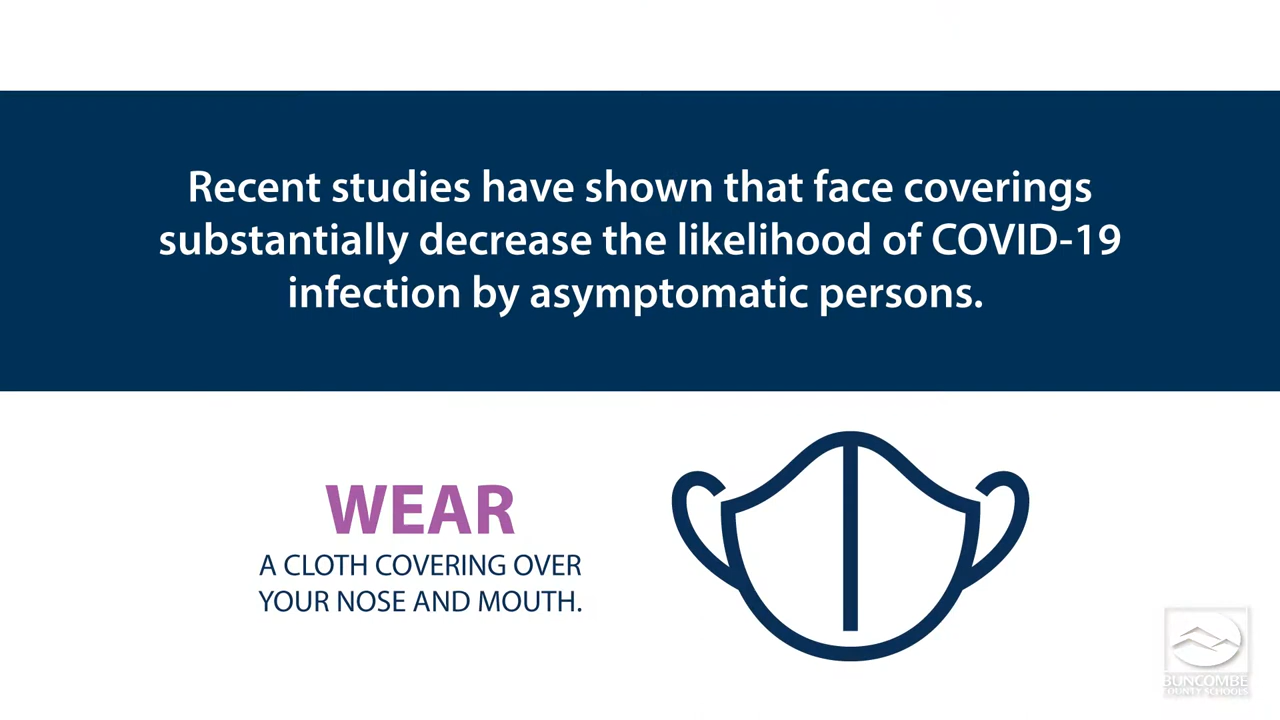 Recent studies have shown that face coverings
substantially decrease the likelihood of COVID-19
infection by asymptomatic persons.
WEAR
A CLOTH COVERING OVER
YOUR NOSE AND MOUTH.
BUNCOMBE
COUNTY SCHOOLS